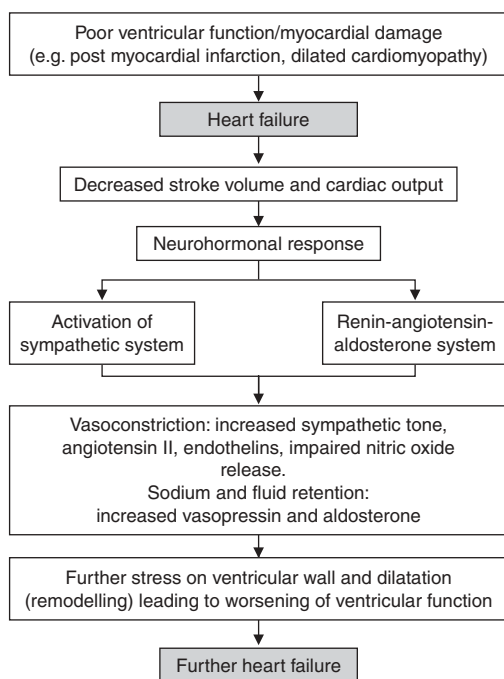 Poor ventricular function/myocardial damage
(e.g. post myocardial infarction, dilated cardiomyopathy)
Heart failure
Decreased stroke volume and cardiac output
Neurohormonal response
Activation of
sympathetic system
Renin-angiotensin-
aldosterone system
Vasoconstriction: increased sympathetic tone,
angiotensin II, endothelins, impaired nitric oxide
release.
Sodium and fluid retention:
increased vasopressin and aldosterone
Further stress on ventricular wall and dilatation
(remodelling) leading to worsening of ventricular function
Further heart failure